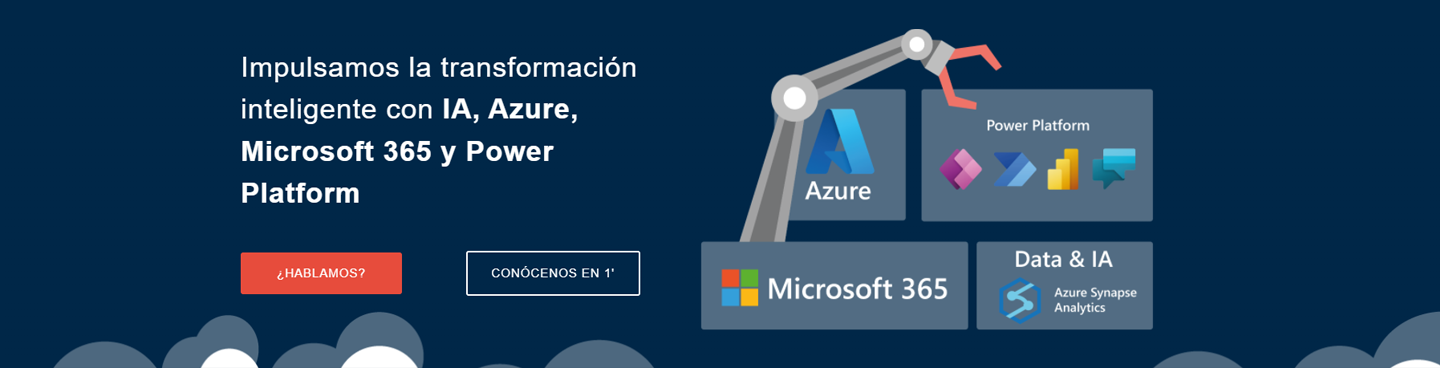 Impulsamos la transformación
inteligente con IA, Azure,
Microsoft 365 y Power
Platform
¿HABLAMOS?
CONÓCENOS EN 1'
Azure
Power Platform
Microsoft 365
Data & IA
Azure Synapse
Analytics